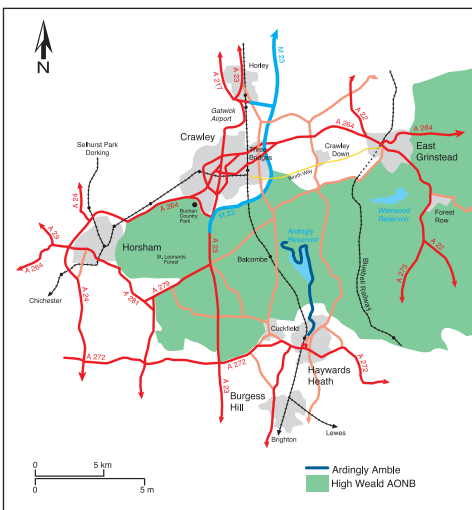 N
A 217
A 23
M 23
Horley
Gatwick
Airport
A 22
A 264
A 264
Crawley
Three
Bridges
Crawley
Down
East
Grinstead
Selhurst Park
Dorking
Worth Way
A 264
Buchan
Country
Park
M 23
Weirwood
Reservoir
Forest
Row
A 24
Ardingly
Reservoir
A 22
A 29
Horsham
St. Leonards
Forest
A 23
Balcombe
Bluebell Railway
A 275
A 264
Chichester
A 24
A 281
A 279
Cuckfield
A 272
A 272
A 272
Haywards
Heath
A 23
Burgess
Hill
Brighton
Lewes
0 5 km
0 5 m
Ardingly Amble
High Weald AONB